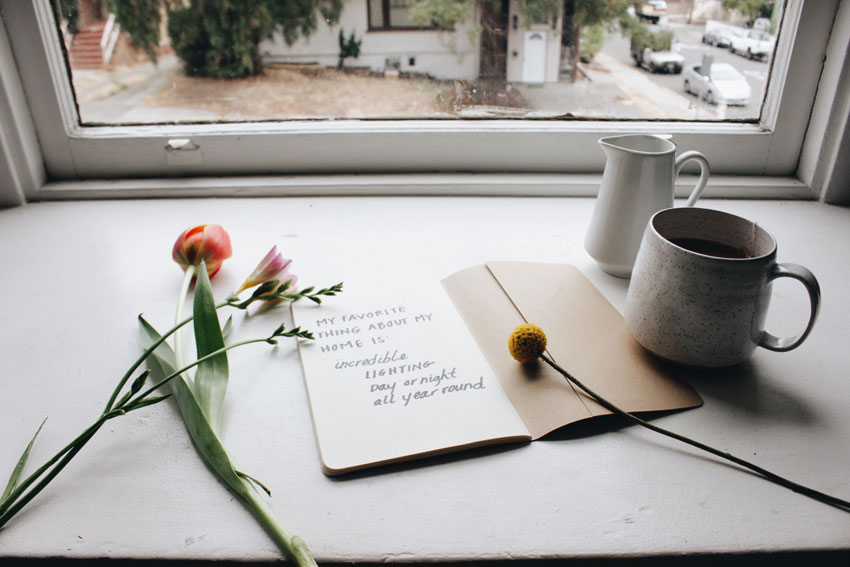 MY FAVORITE
THING ABOUT MY
HOME IS:
incredible
LIGHTING
Day or night
all year round